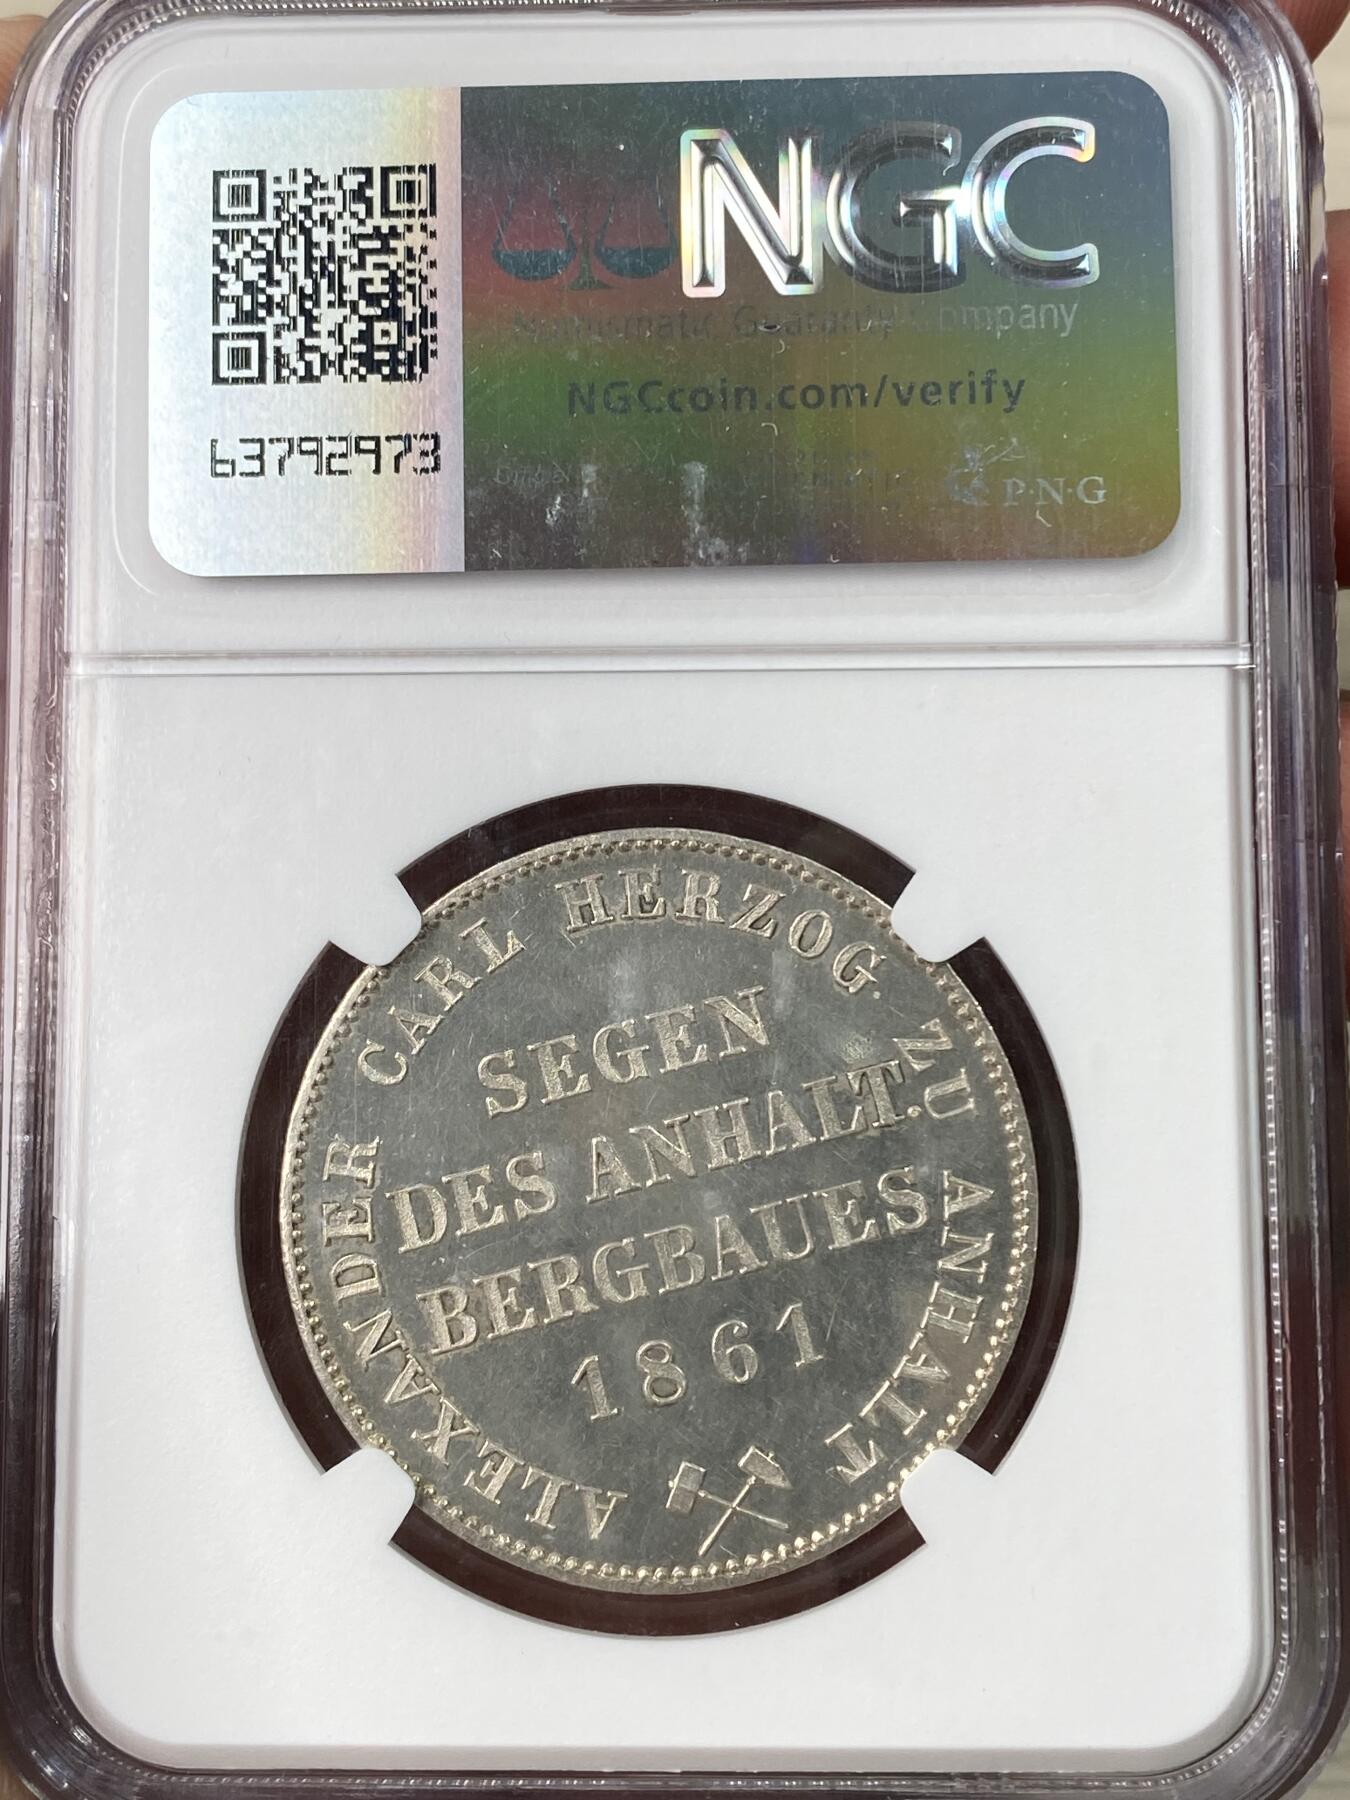 NGC
Numismatic Guaranty Company
NGCcoin.com/verify
63792973
P·N·G
ALEXANDER CARL HERZOG ZU ANHALT
SEGEN
DES ANHALT.
BERGBAUES
1861